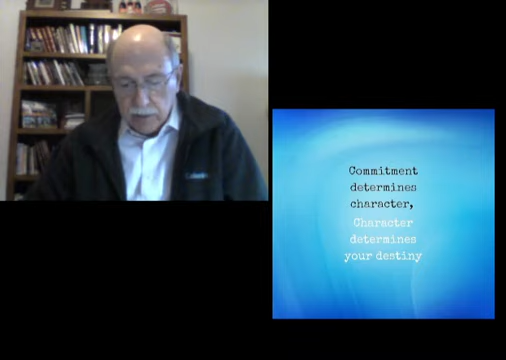 Commitment
determines
character,
Character
determines
your destiny